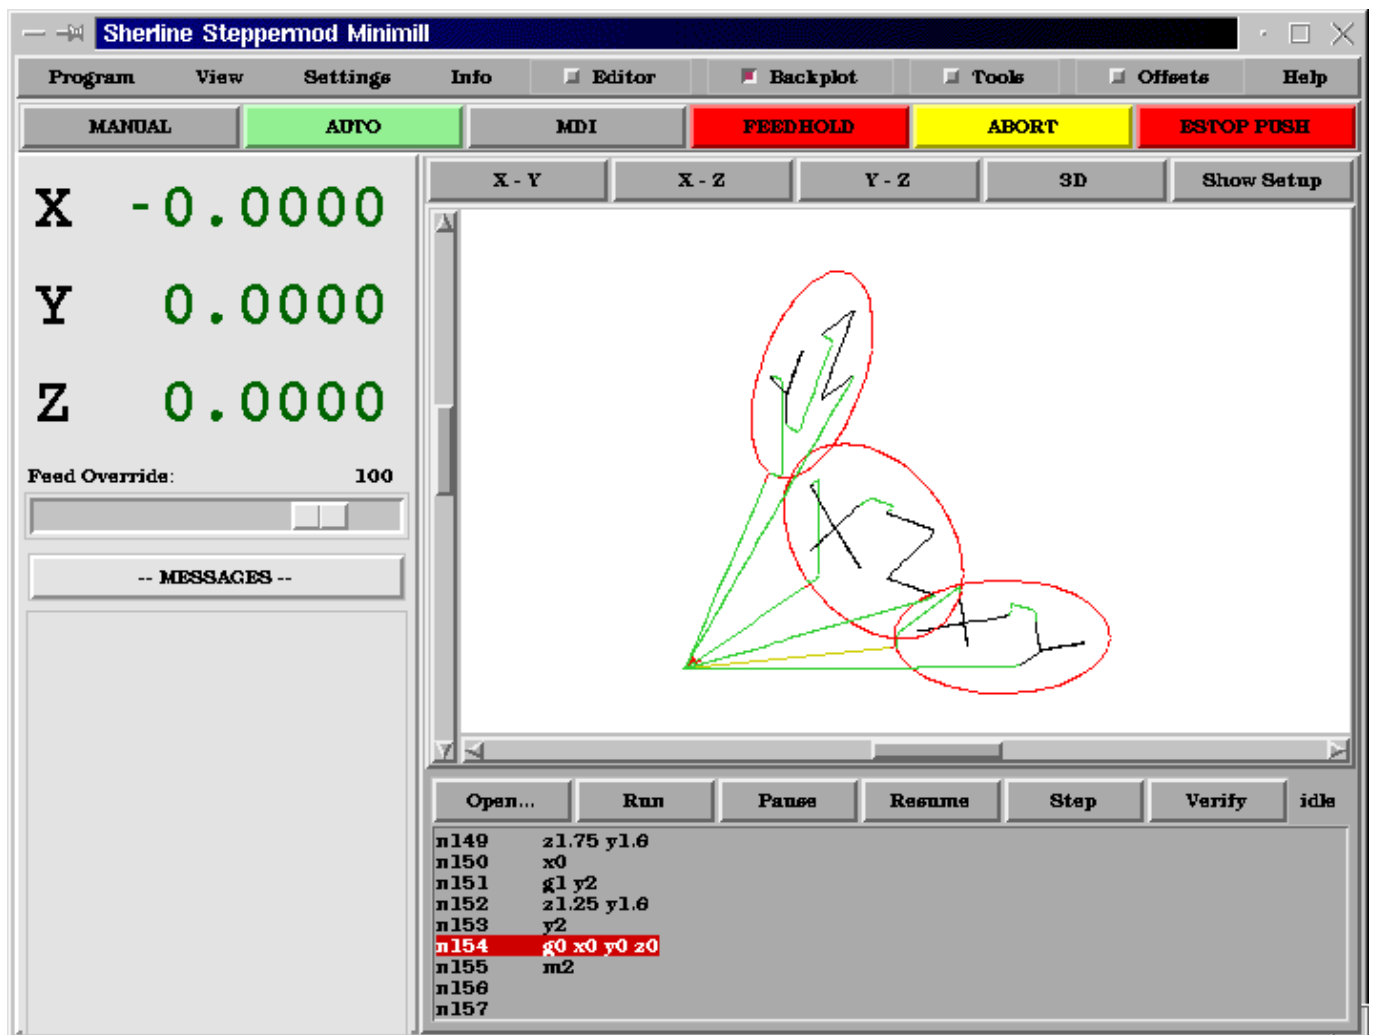 Sherline Steppermod Minimill
Program View Settings Info Editor Backplot Tools Offsets Help
MANUAL AUTO MDI FEEDHOLD ABORT ESTOP PUSH
X - Y X - Z Y - Z 3D Show Setup
X -0.0000
Y 0.0000
Z 0.0000
Feed Override: 100
-- MESSAGES --
Y Z
X Z
X Y
Open... Run Pause Resume Step Verify idle
n149 z1.75 y1.6
n150 x0
n151 g1 y2
n152 z1.25 y1.6
n153 y2
n154 g0 x0 y0 z0
n155 m2
n156
n157